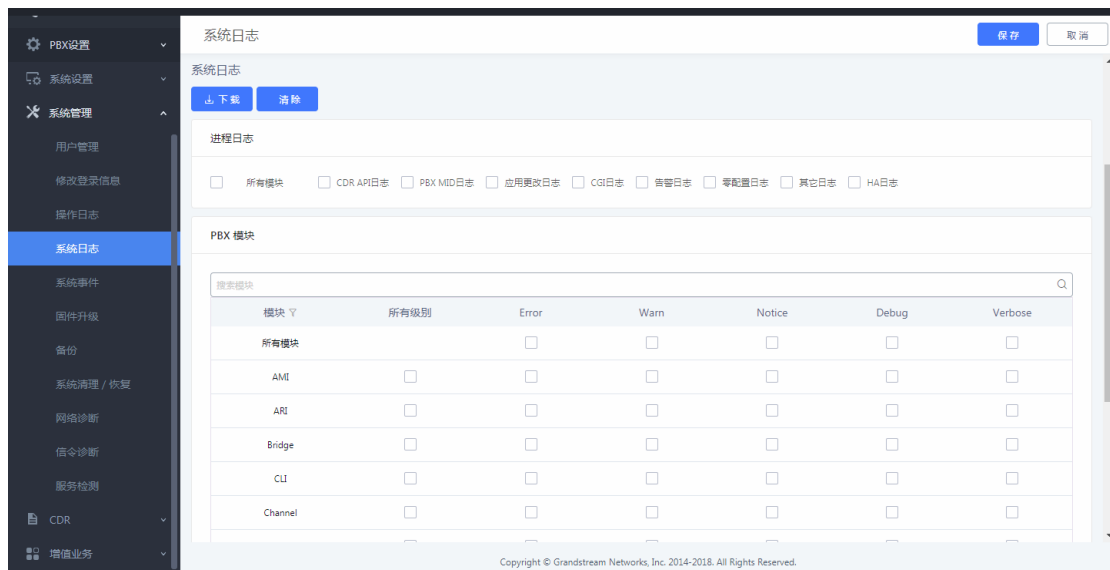 PBX设置
系统设置
系统管理
用户管理
修改登录信息
操作日志
系统日志
系统事件
固件升级
备份
系统清理 / 恢复
网络诊断
信令诊断
服务检测
CDR
增值业务
系统日志
保存 取消
系统日志
下载 清除
进程日志
所有模块 CDR API日志 PBX MID日志 应用更改日志 CGI日志 告警日志 零配置日志 其它日志 HA日志
PBX 模块
搜索模块
模块 所有级别 Error Warn Notice Debug Verbose
所有模块
AMI
ARI
Bridge
CLI
Channel
Copyright © Grandstream Networks, Inc. 2014-2018. All Rights Reserved.